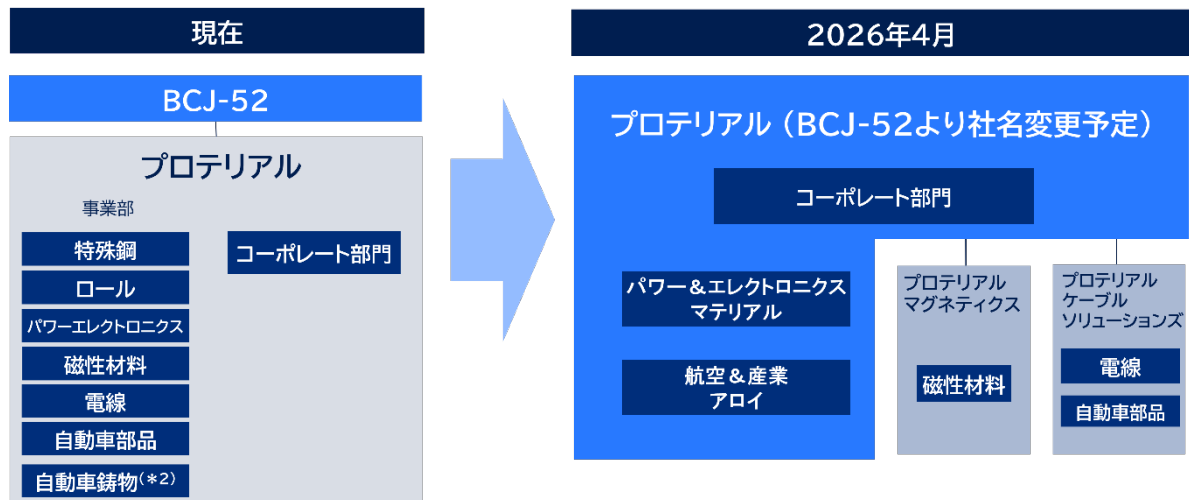 現在
BCJ-52
プロテリアル
事業部
特殊鋼
ロール
パワーエレクトロニクス
磁性材料
電線
自動車部品
自動車鋳物(*2)
コーポレート部門
2026年4月
プロテリアル（BCJ-52より社名変更予定）
コーポレート部門
パワー＆エレクトロニクス
マテリアル
航空＆産業
アロイ
プロテリアル
マグネティクス
磁性材料
プロテリアル
ケーブル
ソリューションズ
電線
自動車部品